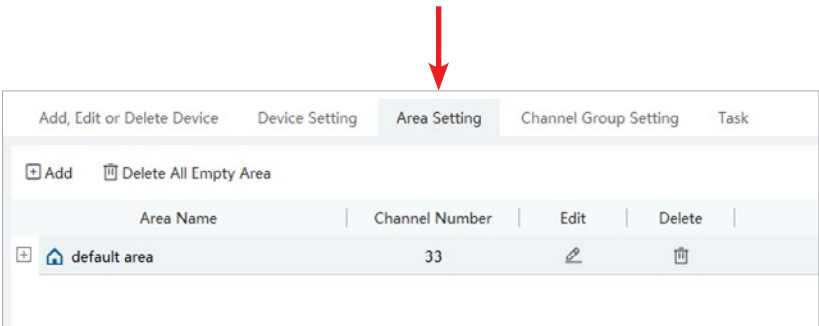 Add, Edit or Delete Device Device Setting Area Setting Channel Group Setting Task
Add Delete All Empty Area
Area Name Channel Number Edit Delete
default area 33